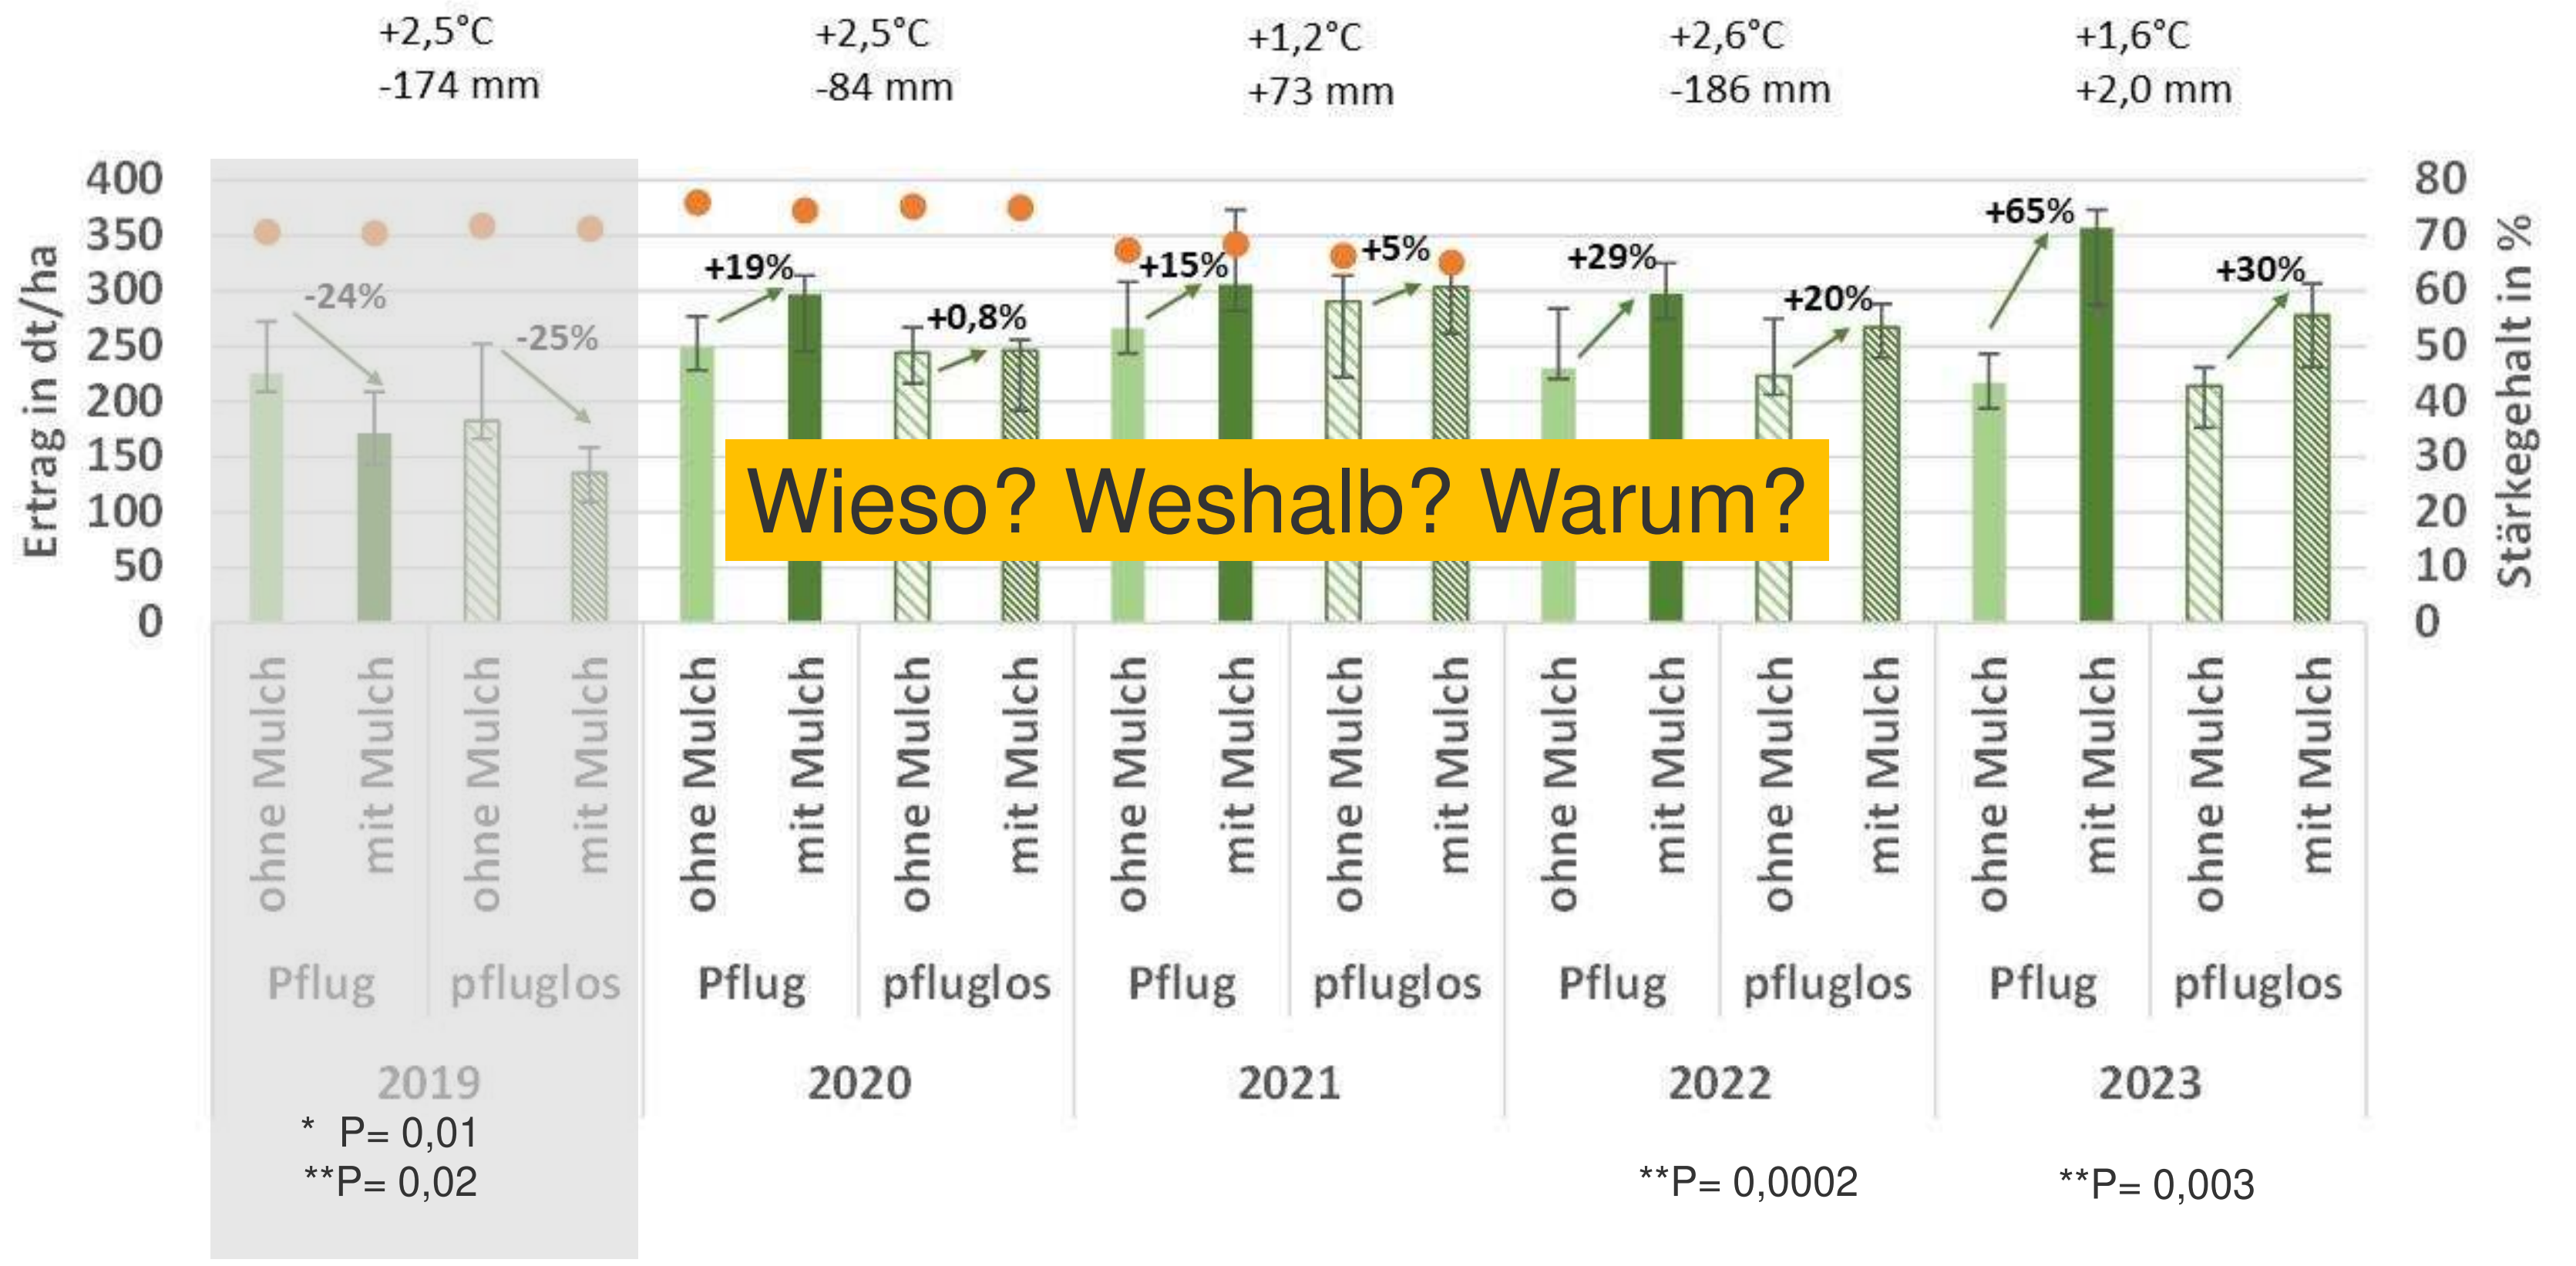 +2,5°C
-174 mm
+2,5°C
-84 mm
+1,2°C
+73 mm
+2,6°C
-186 mm
+1,6°C
+2,0 mm
Ertrag in dt/ha
400
350
300
250
200
150
100
50
0
-24%
-25%
+19%
+0,8%
+15%
+5%
+29%
+20%
+65%
+30%
Wieso? Weshalb? Warum?
80
70
60
50
40
30
20
10
0
Stärkegehalt in %
ohne Mulch
mit Mulch
ohne Mulch
mit Mulch
ohne Mulch
mit Mulch
ohne Mulch
mit Mulch
ohne Mulch
mit Mulch
ohne Mulch
mit Mulch
ohne Mulch
mit Mulch
ohne Mulch
mit Mulch
ohne Mulch
mit Mulch
ohne Mulch
mit Mulch
Pflug
pfluglos
Pflug
pfluglos
Pflug
pfluglos
Pflug
pfluglos
Pflug
pfluglos
2019
2020
2021
2022
2023
* P= 0,01
**P= 0,02
**P= 0,0002
**P= 0,003